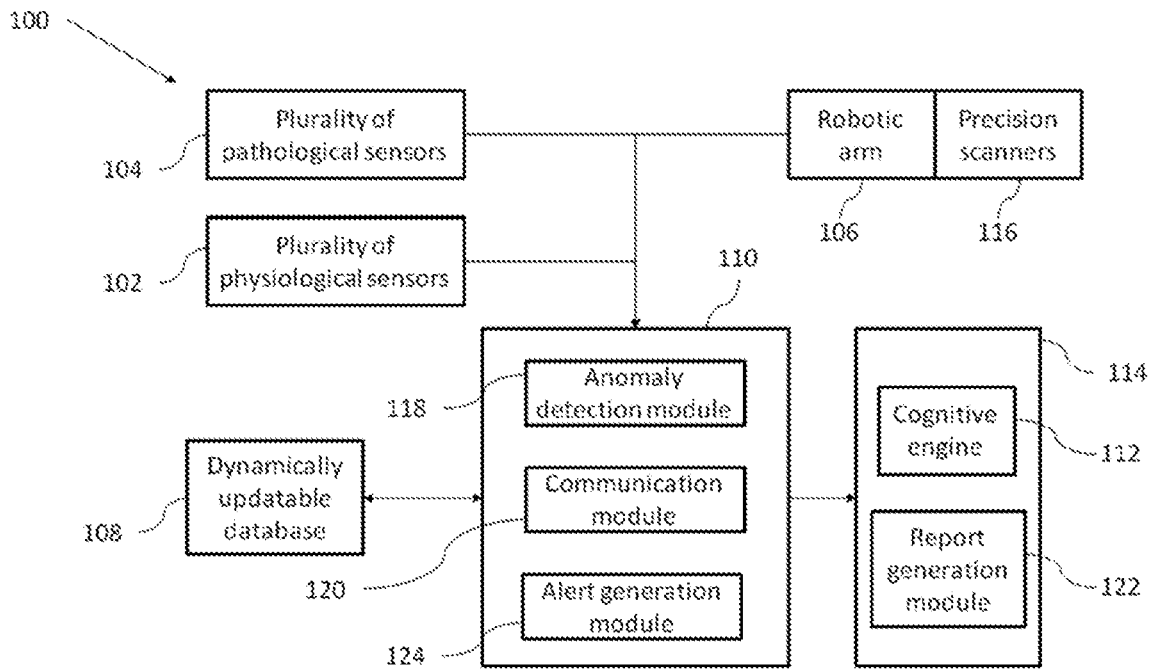 100
Plurality of
pathological sensors
104
Robotic
arm
106
Precision
scanners
116
Plurality of
physiological sensors
102
110
Anomaly
detection module
118
114
Cognitive
engine
112
Dynamically
updatable
database
108
Communication
module
120
Report
generation
module
122
Alert generation
module
124